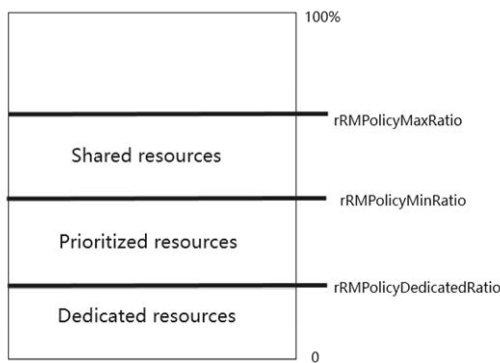 100%
rRMPolicyMaxRatio
Shared resources
rRMPolicyMinRatio
Prioritized resources
rRMPolicyDedicatedRatio
Dedicated resources
0